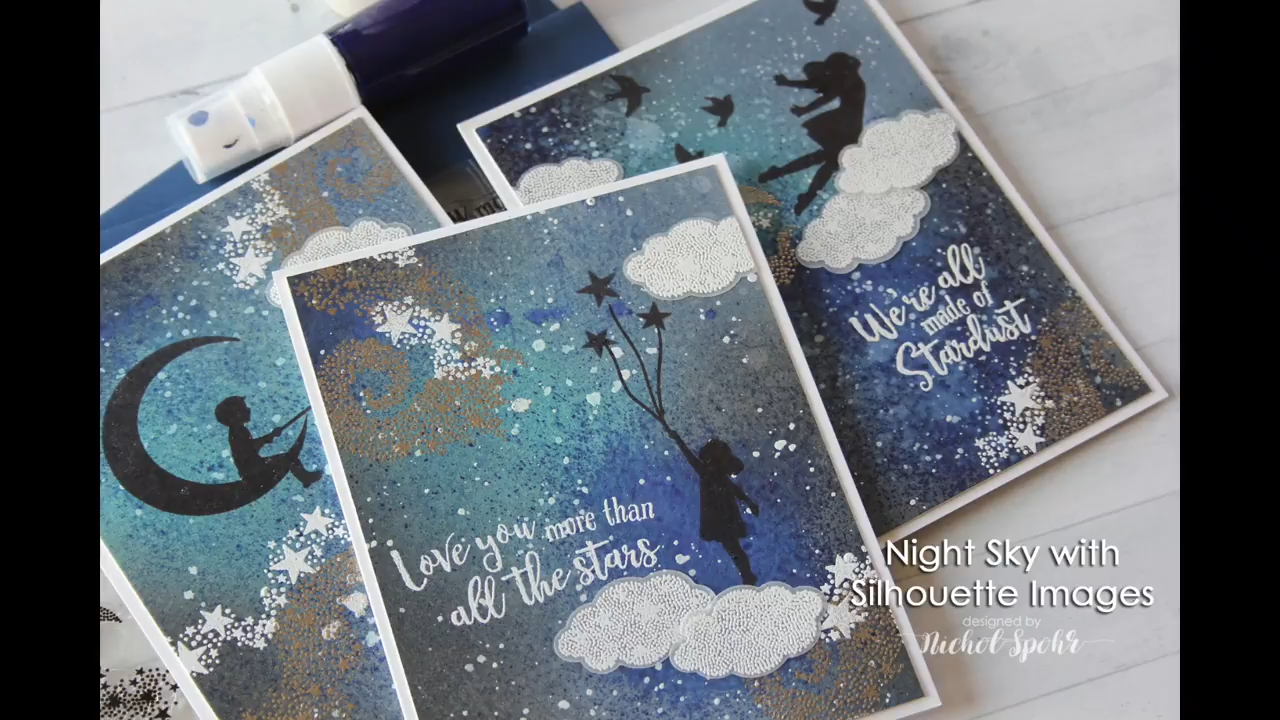 Love you more than
all the stars
We're all
made of
Stardust
Night Sky with
Silhouette Images
designed by
Nichol Spohr